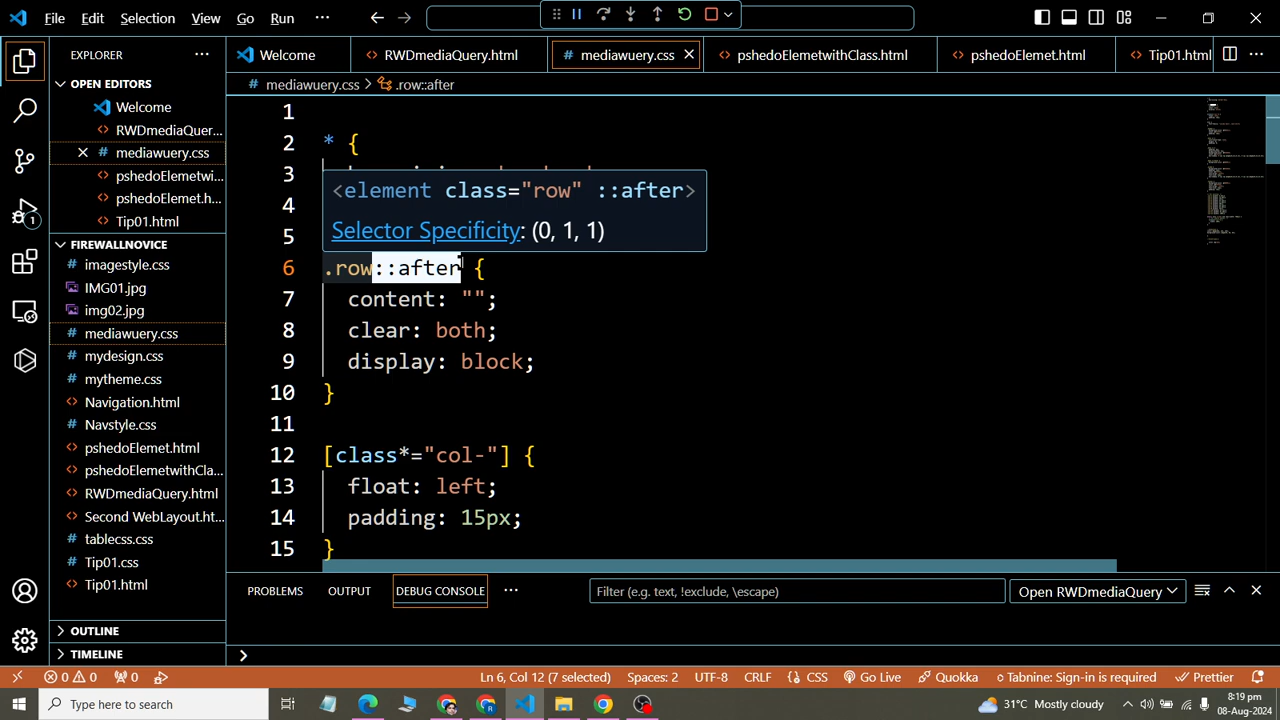 File Edit Selection View Go Run ···
EXPLORER ···
OPEN EDITORS
Welcome
RWDmediaQuer...
mediawuery.css
pshedoElemetwi...
pshedoElemet.h...
Tip01.html
FIREWALLNOVICE
imagestyle.css
IMG01.jpg
img02.jpg
mediawuery.css
mydesign.css
mytheme.css
Navigation.html
Navstyle.css
pshedoElemet.html
pshedoElemetwithCla...
RWDmediaQuery.html
Second WebLayout.ht...
tablecss.css
Tip01.css
Tip01.html
OUTLINE
TIMELINE
1
Welcome RWDmediaQuery.html mediawuery.css pshedoElemetwithClass.html pshedoElemet.html Tip01.html ···
mediawuery.css > .row::after
1
2 * {
3
4
5
<element class="row" ::after>
Selector Specificity: (0, 1, 1)
6 .row::after {
7 content: "";
8 clear: both;
9 display: block;
10 }
11
12 [class*="col-"] {
13 float: left;
14 padding: 15px;
15 }
PROBLEMS OUTPUT DEBUG CONSOLE ··· Filter (e.g. text, !exclude, \escape) Open RWDmediaQuery
>
0 0 0 Ln 6, Col 12 (7 selected) Spaces: 2 UTF-8 CRLF {} CSS Go Live Quokka Tabnine: Sign-in is required Prettier
Type here to search 31°C Mostly cloudy 8:19 pm
08-Aug-2024